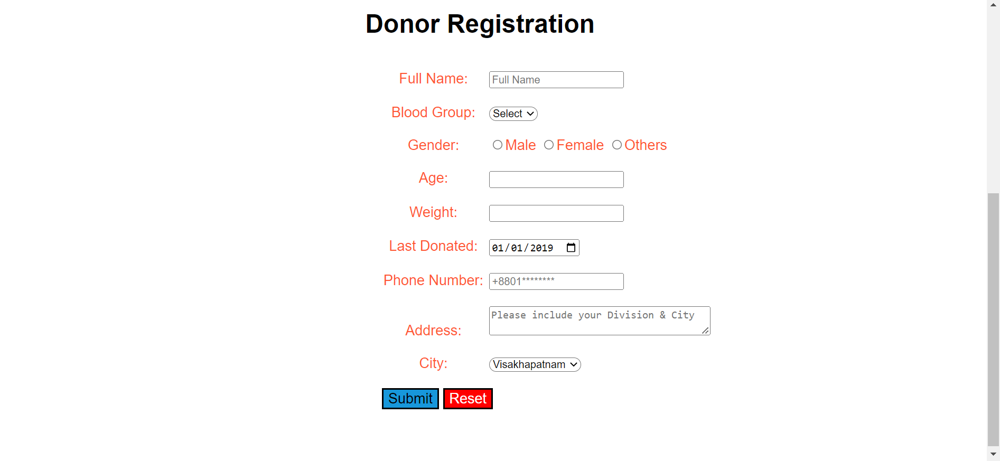 Donor Registration
Full Name: Full Name
Blood Group: Select
Gender: Male Female Others
Age:
Weight:
Last Donated: 01/01/2019
Phone Number: +8801********
Address: Please include your Division & City
City: Visakhapatnam
Submit Reset